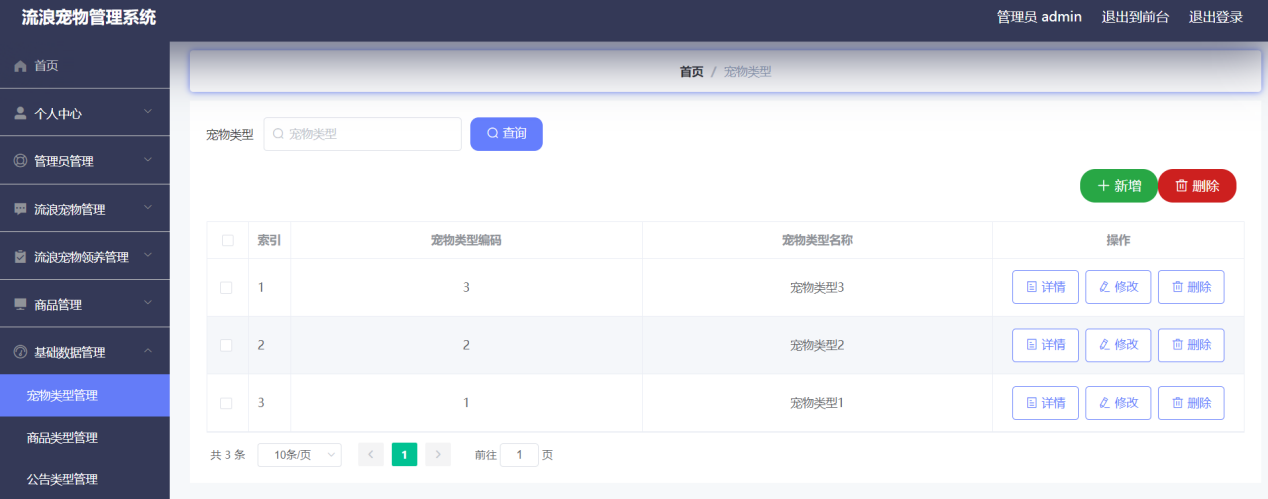 流浪宠物管理系统
管理员 admin 退出到前台 退出登录
首页
个人中心
管理员管理
流浪宠物管理
流浪宠物领养管理
商品管理
基础数据管理
宠物类型管理
商品类型管理
公告类型管理
首页 / 宠物类型
宠物类型 宠物类型 查询
新增 删除
索引 宠物类型编码 宠物类型名称 操作
1 3 宠物类型3 详情 修改 删除
2 2 宠物类型2 详情 修改 删除
3 1 宠物类型1 详情 修改 删除
共 3 条 10条/页 1 前往 1 页